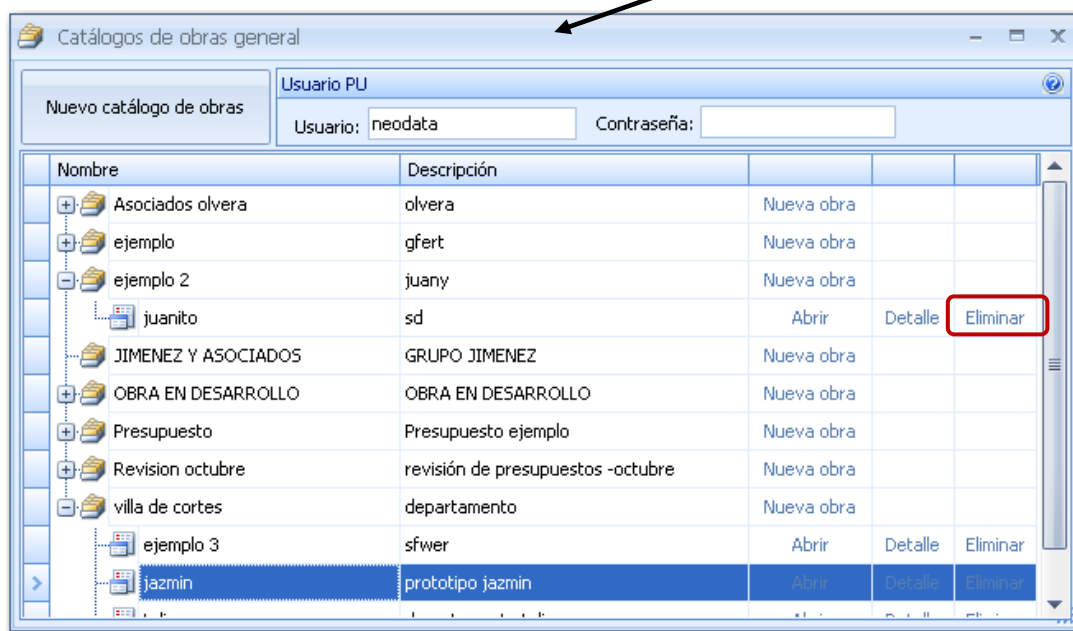 Catálogos de obras general
Nuevo catálogo de obras
Usuario PU
Usuario: neodata Contraseña:
Nombre Descripción
Asociados olvera olvera Nueva obra
ejemplo gfert Nueva obra
ejemplo 2 juany Nueva obra
juanito sd Abrir Detalle Eliminar
JIMENEZ Y ASOCIADOS GRUPO JIMENEZ Nueva obra
OBRA EN DESARROLLO OBRA EN DESARROLLO Nueva obra
Presupuesto Presupuesto ejemplo Nueva obra
Revision octubre revisión de presupuestos -octubre Nueva obra
villa de cortes departamento Nueva obra
ejemplo 3 sfwer Abrir Detalle Eliminar
jazmin prototipo jazmin Abrir Detalle Eliminar